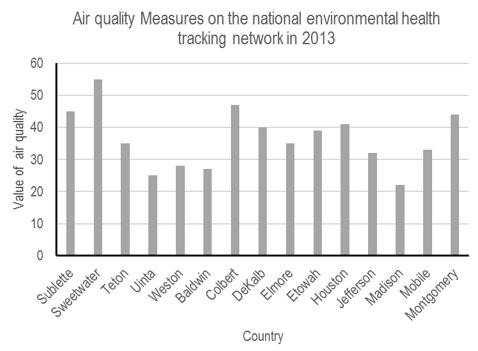 Air quality Measures on the national environmental health
tracking network in 2013
Value of air quality
60
50
40
30
20
10
0
Sublette
Sweetwater
Teton
Uinta
Weston
Baldwin
Colbert
DeKalb
Elmore
Etowah
Houston
Jefferson
Madison
Mobile
Montgomery
Country